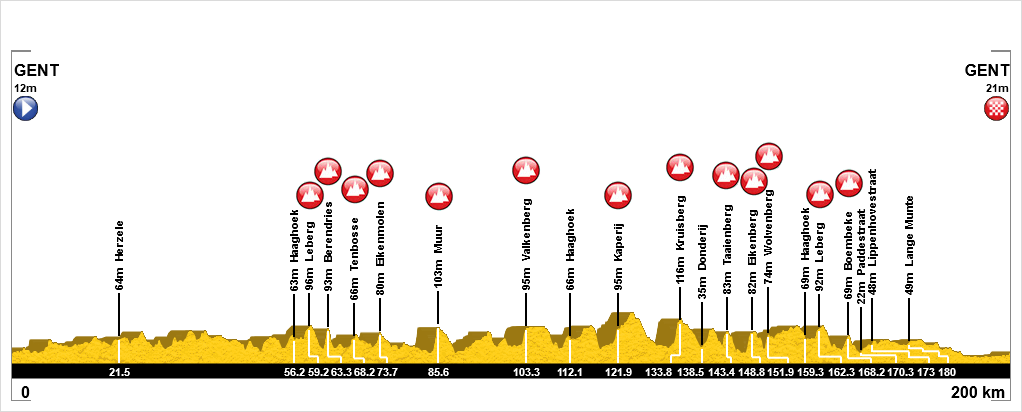 GENT
12m
GENT
21m
64m Herzele
63m Haaghoek
96m Leberg
93m Berendries
66m Tenbosse
80m Eikenmolen
103m Muur
95m Valkenberg
66m Haaghoek
95m Kaperij
116m Kruisberg
35m Donderij
83m Taaienberg
82m Eikenberg
74m Wolvenberg
69m Haaghoek
92m Leberg
69m Boembeke
22m Paddestraat
48m Lippenhovestraat
49m Lange Munte
21.5
56.2
59.2
63.3
68.2
73.7
85.6
103.3
112.1
121.9
133.8
138.5
143.4
148.8
151.9
159.3
162.3
168.2
170.3
173
180
0
200 km